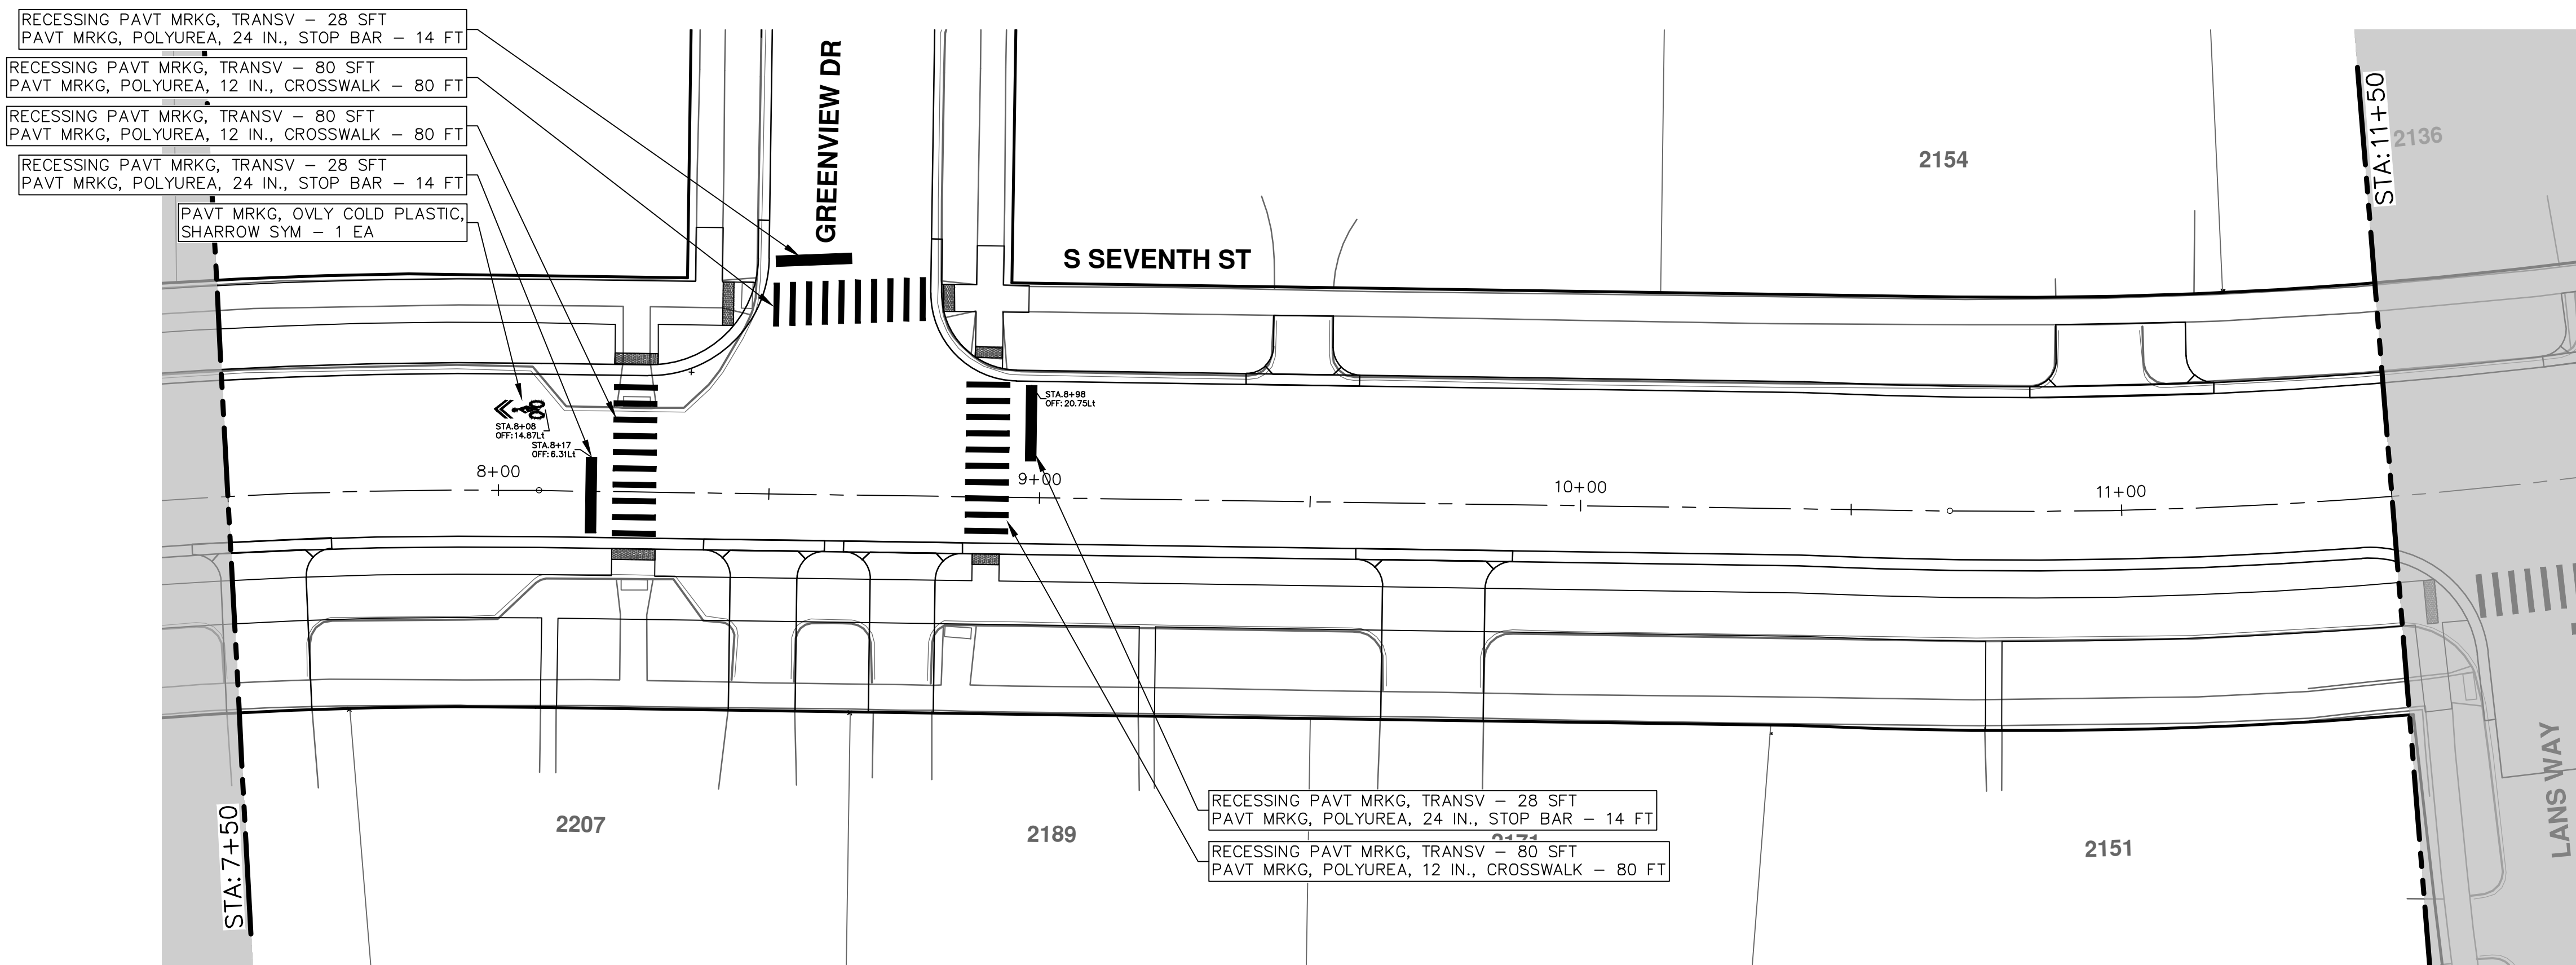 RECESSING PAVT MRKG, TRANSV – 28 SFT
PAVT MRKG, POLYUREA, 24 IN., STOP BAR – 14 FT
RECESSING PAVT MRKG, TRANSV – 80 SFT
PAVT MRKG, POLYUREA, 12 IN., CROSSWALK – 80 FT
RECESSING PAVT MRKG, TRANSV – 80 SFT
PAVT MRKG, POLYUREA, 12 IN., CROSSWALK – 80 FT
RECESSING PAVT MRKG, TRANSV – 28 SFT
PAVT MRKG, POLYUREA, 24 IN., STOP BAR – 14 FT
PAVT MRKG, OVLY COLD PLASTIC,
SHARROW SYM – 1 EA
GREENVIEW DR
S SEVENTH ST
2154
STA: 11+50
2136
STA.8+08
OFF:14.87Lt
STA.8+17
OFF:6.31Lt
STA.8+98
OFF:20.75Lt
8+00
9+00
10+00
11+00
STA: 7+50
2207
2189
2171
2151
LANS WAY
RECESSING PAVT MRKG, TRANSV – 28 SFT
PAVT MRKG, POLYUREA, 24 IN., STOP BAR – 14 FT
RECESSING PAVT MRKG, TRANSV – 80 SFT
PAVT MRKG, POLYUREA, 12 IN., CROSSWALK – 80 FT